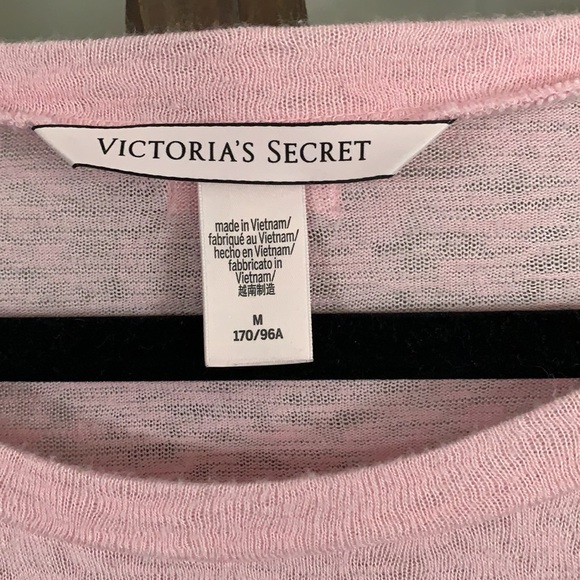 VICTORIA'S SECRET
made in Vietnam/
fabriqué au Vietnam/
hecho en Vietnam/
fabbricato in
Vietnam/
越南制造
M
170/96A